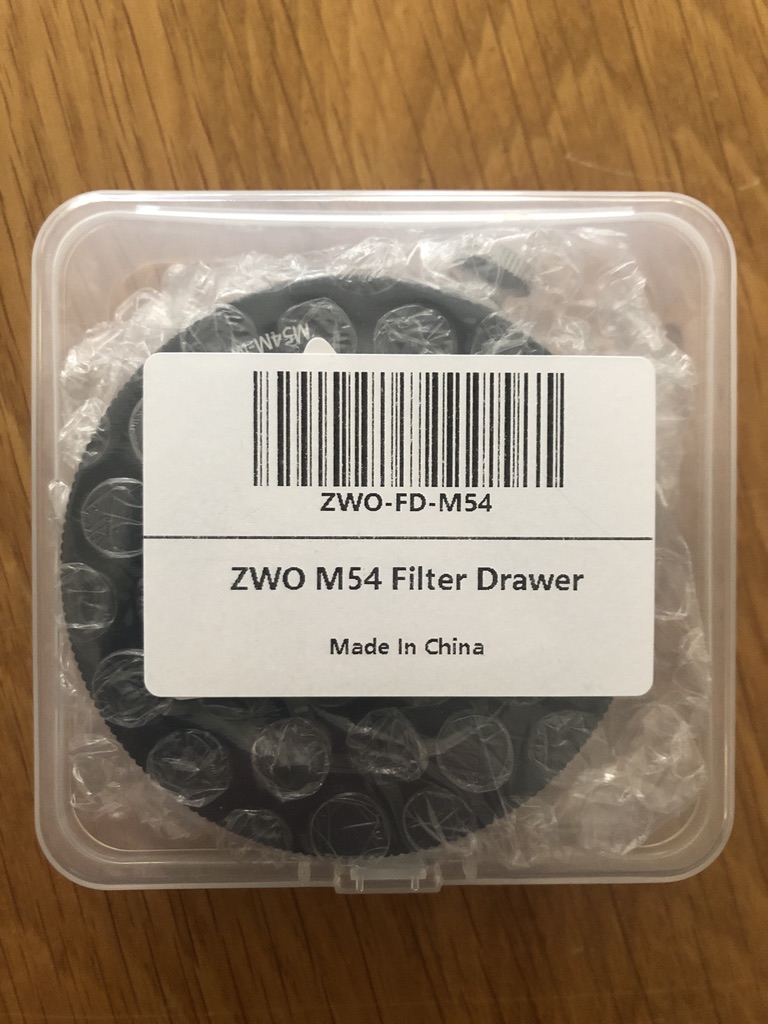 ZWO-FD-M54
ZWO M54 Filter Drawer
Made In China